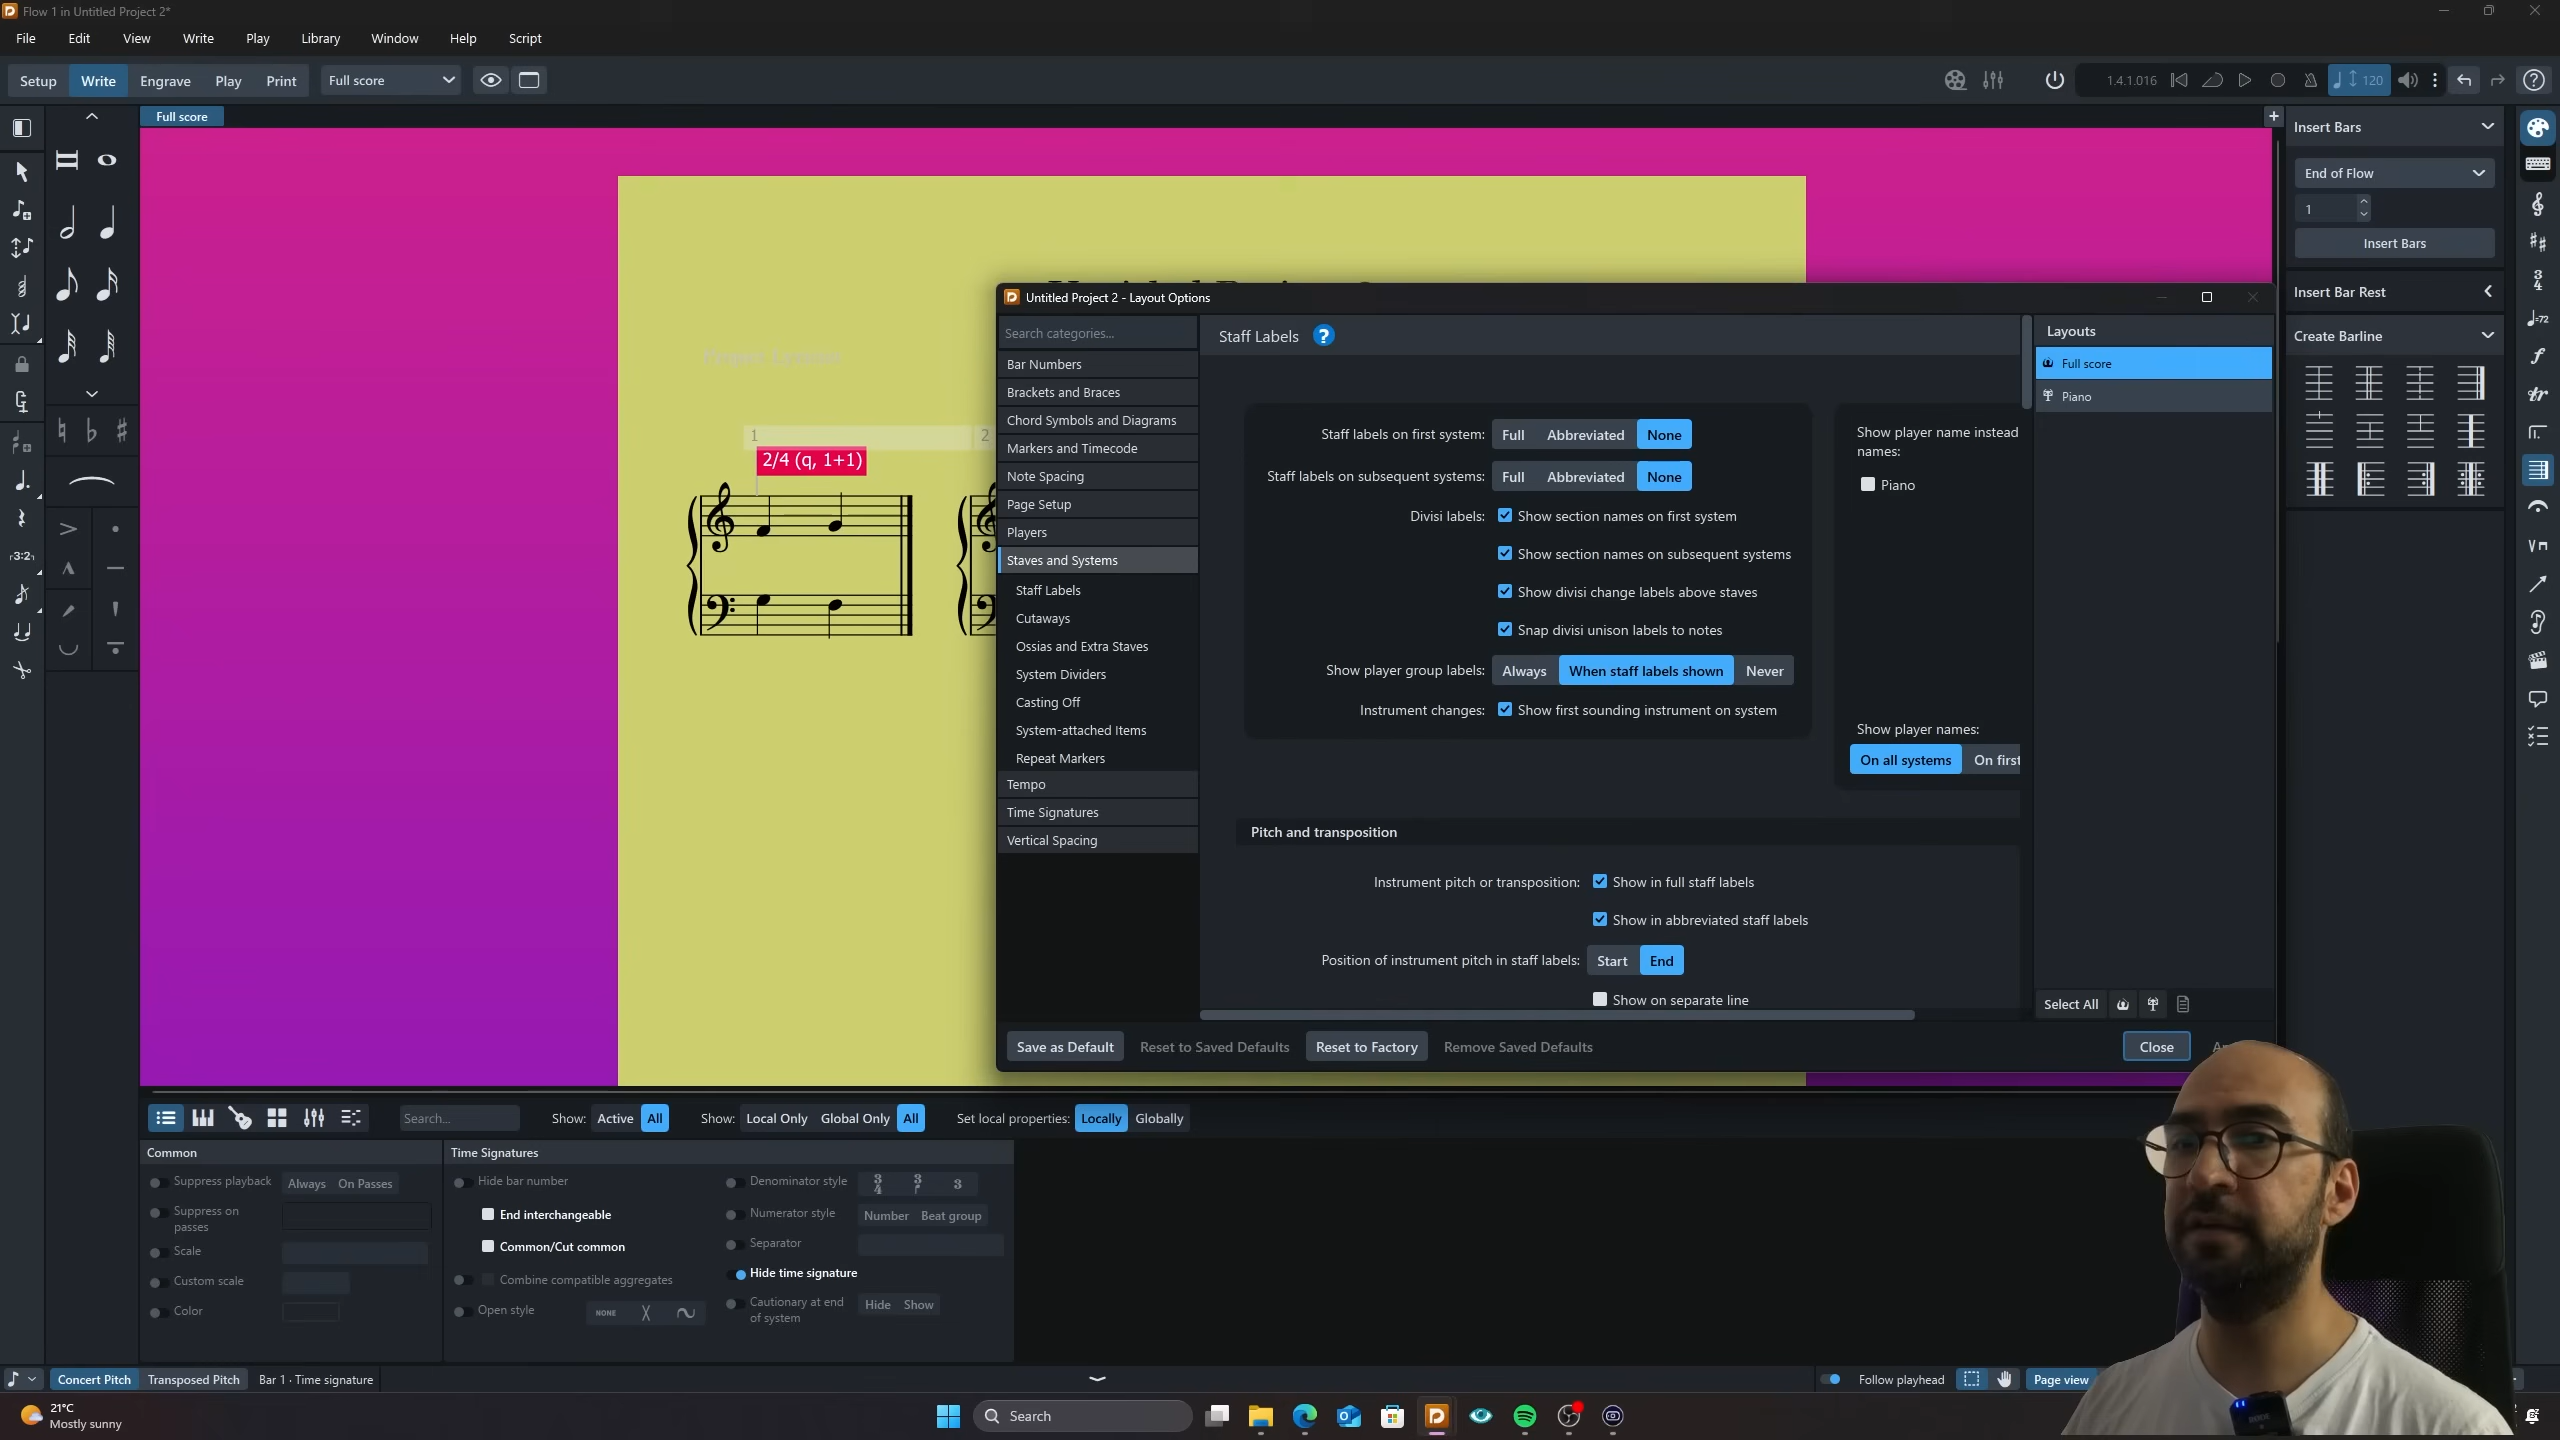 Flow 1 in Untitled Project 2*
File Edit View Write Play Library Window Help Script
Setup Write Engrave Play Print Full score
1.4.1.016 120
Full score
Insert Bars
End of Flow
1
Insert Bars
Insert Bar Rest
Create Barline
3:2
1 2
2/4 (q, 1+1)
Untitled Project 2 - Layout Options
Search categories...
Bar Numbers
Brackets and Braces
Chord Symbols and Diagrams
Markers and Timecode
Note Spacing
Page Setup
Players
Staves and Systems
Staff Labels
Cutaways
Ossias and Extra Staves
System Dividers
Casting Off
System-attached Items
Repeat Markers
Tempo
Time Signatures
Vertical Spacing
Staff Labels ?
Staff labels on first system: Full Abbreviated None
Staff labels on subsequent systems: Full Abbreviated None
Divisi labels: Show section names on first system
Show section names on subsequent systems
Show divisi change labels above staves
Snap divisi unison labels to notes
Show player group labels: Always When staff labels shown Never
Instrument changes: Show first sounding instrument on system
Show player name instead
names:
Piano
Show player names:
On all systems On first
Pitch and transposition
Instrument pitch or transposition: Show in full staff labels
Show in abbreviated staff labels
Position of instrument pitch in staff labels: Start End
Show on separate line
Layouts
Full score
Piano
Select All
Save as Default Reset to Saved Defaults Reset to Factory Remove Saved Defaults Close
Search... Show: Active All Show: Local Only Global Only All Set local properties: Locally Globally
Common
Suppress playback Always On Passes
Suppress on
passes
Scale
Custom scale
Color
Time Signatures
Hide bar number
End interchangeable
Common/Cut common
Combine compatible aggregates
Open style NONE
Denominator style
Numerator style Number Beat group
Separator
Hide time signature
Cautionary at end
of system Hide Show
Concert Pitch Transposed Pitch Bar 1 · Time signature
Follow playhead Page view
21°C
Mostly sunny
Search